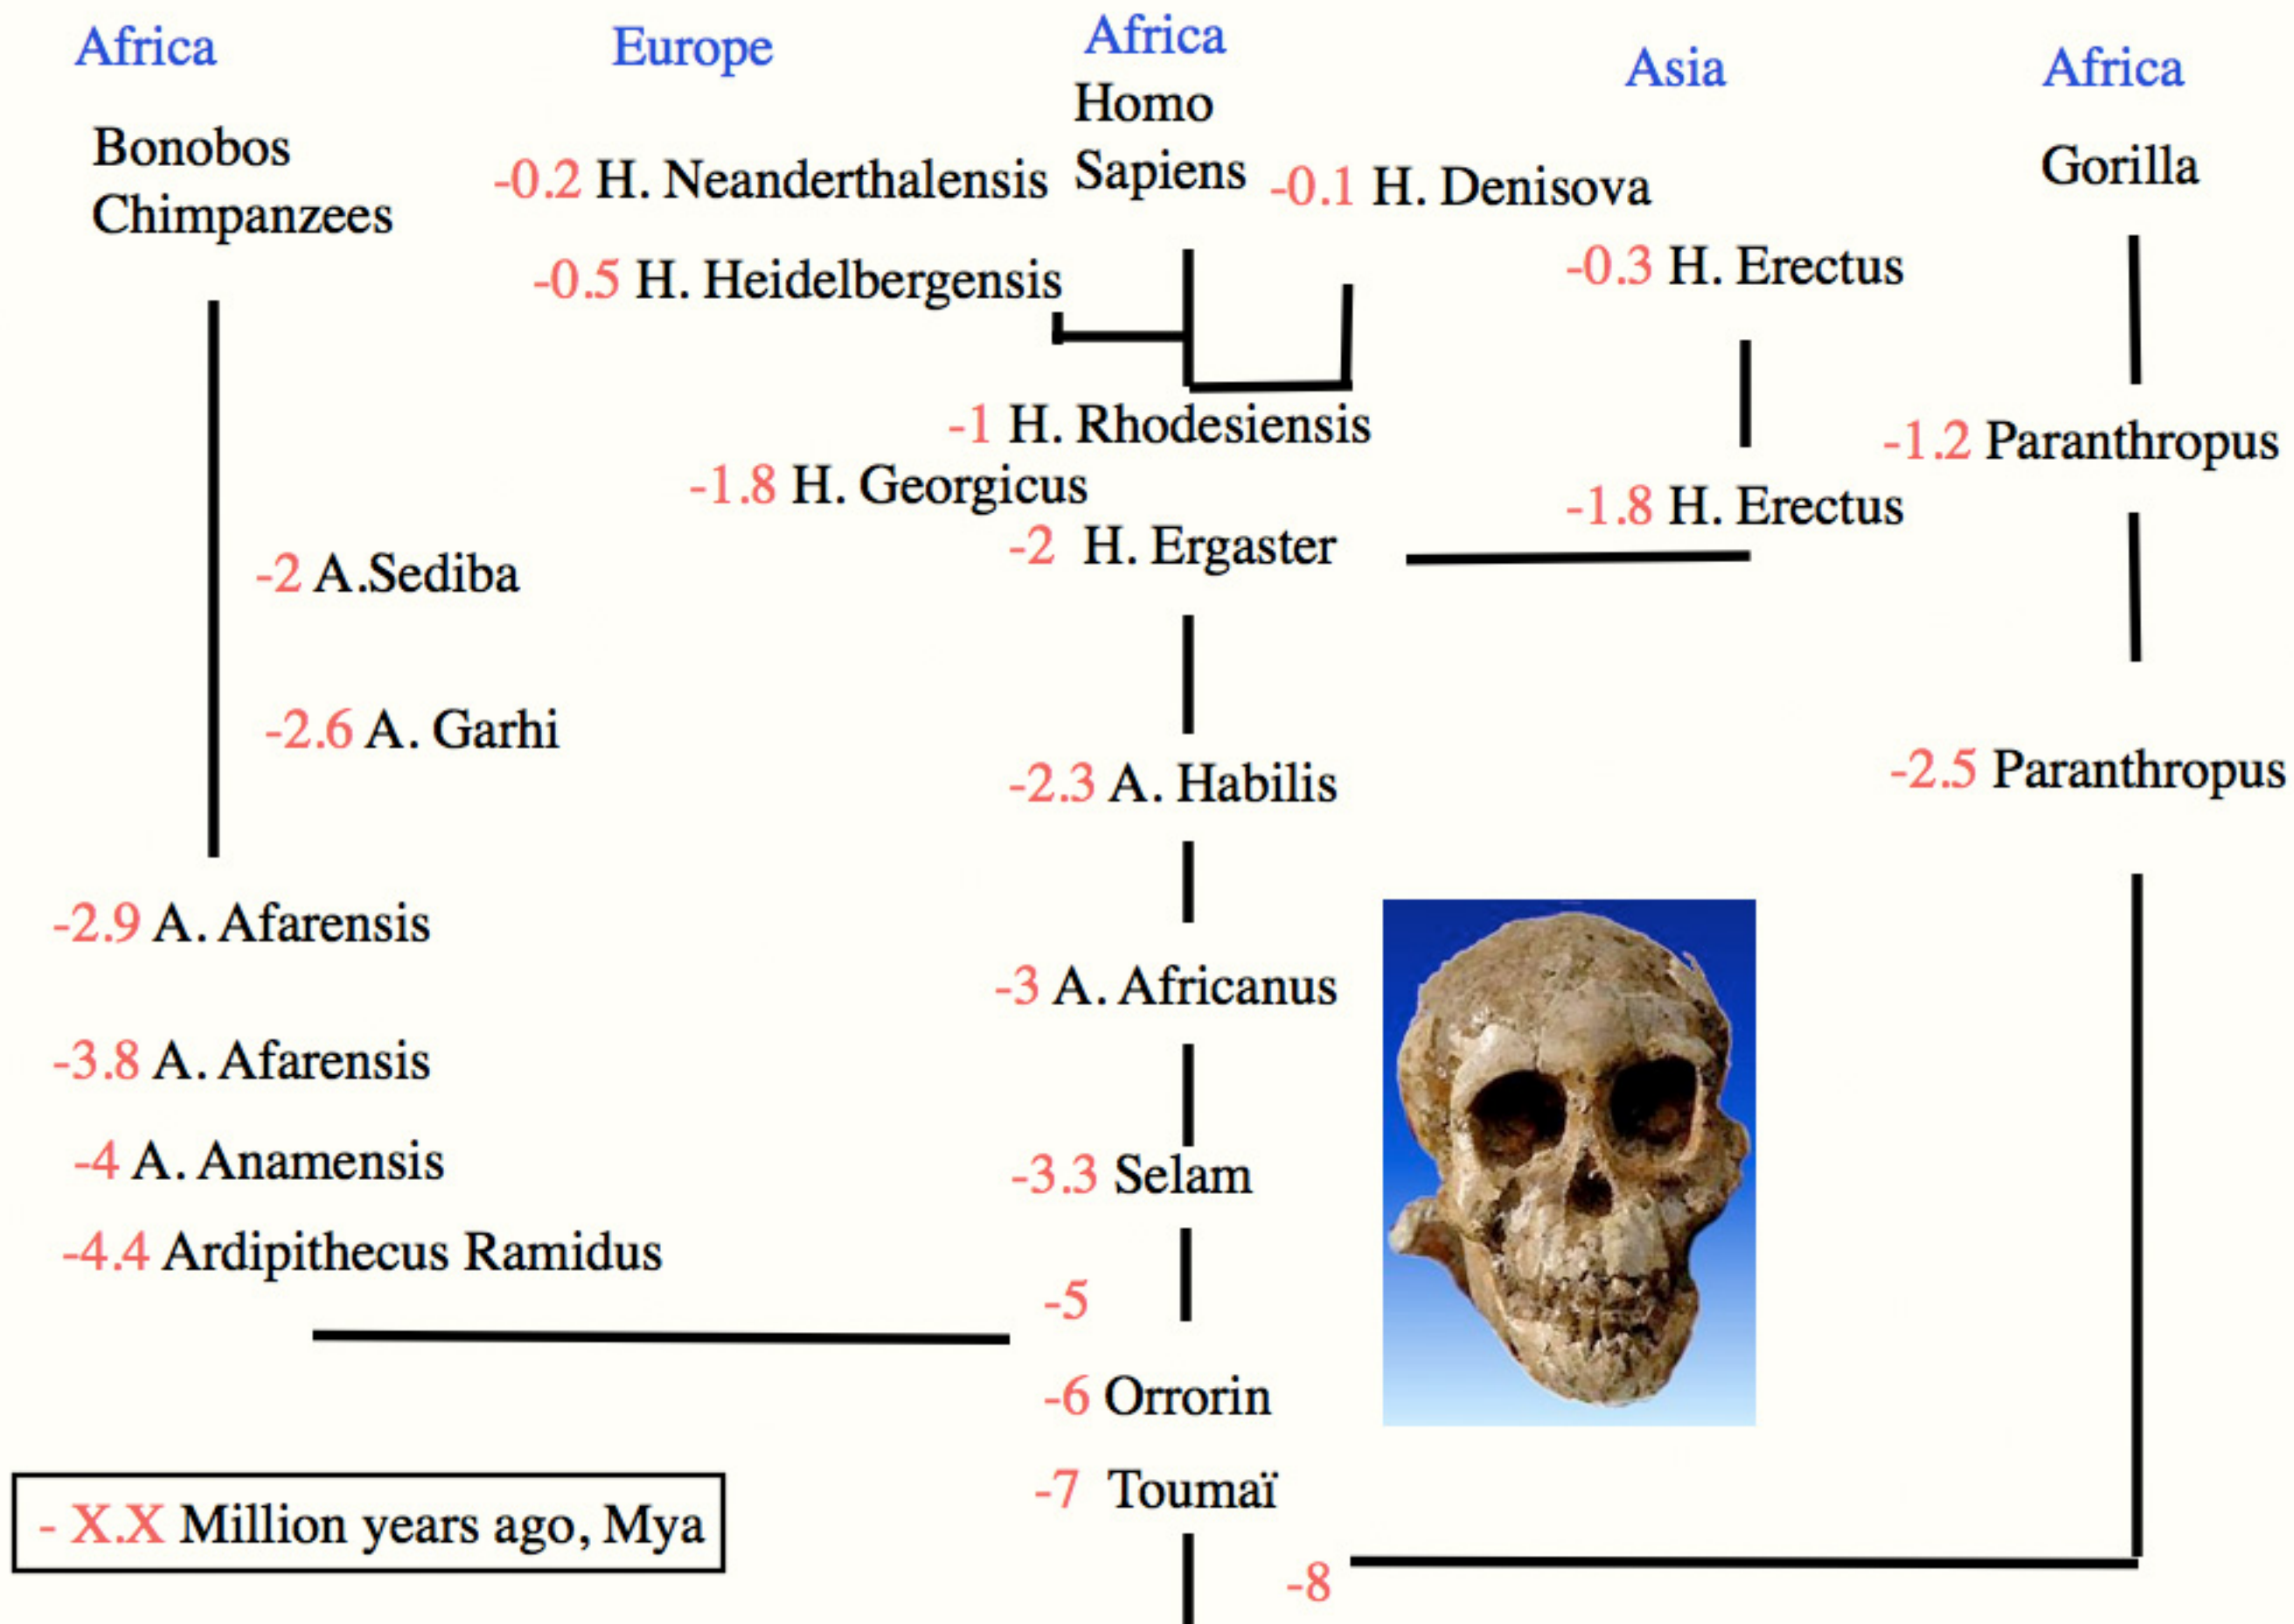 Africa
Europe
Africa
Asia
Africa
Bonobos
Chimpanzees
-0.2 H. Neanderthalensis
Homo
Sapiens
-0.1 H. Denisova
Gorilla
-0.5 H. Heidelbergensis
-0.3 H. Erectus
-1 H. Rhodesiensis
-1.2 Paranthropus
-1.8 H. Georgicus
-1.8 H. Erectus
-2 H. Ergaster
-2 A.Sediba
-2.6 A. Garhi
-2.3 A. Habilis
-2.5 Paranthropus
-2.9 A. Afarensis
-3 A. Africanus
-3.8 A. Afarensis
-4 A. Anamensis
-3.3 Selam
-4.4 Ardipithecus Ramidus
-5
-6 Orrorin
-7 Toumaï
- X.X Million years ago, Mya
-8